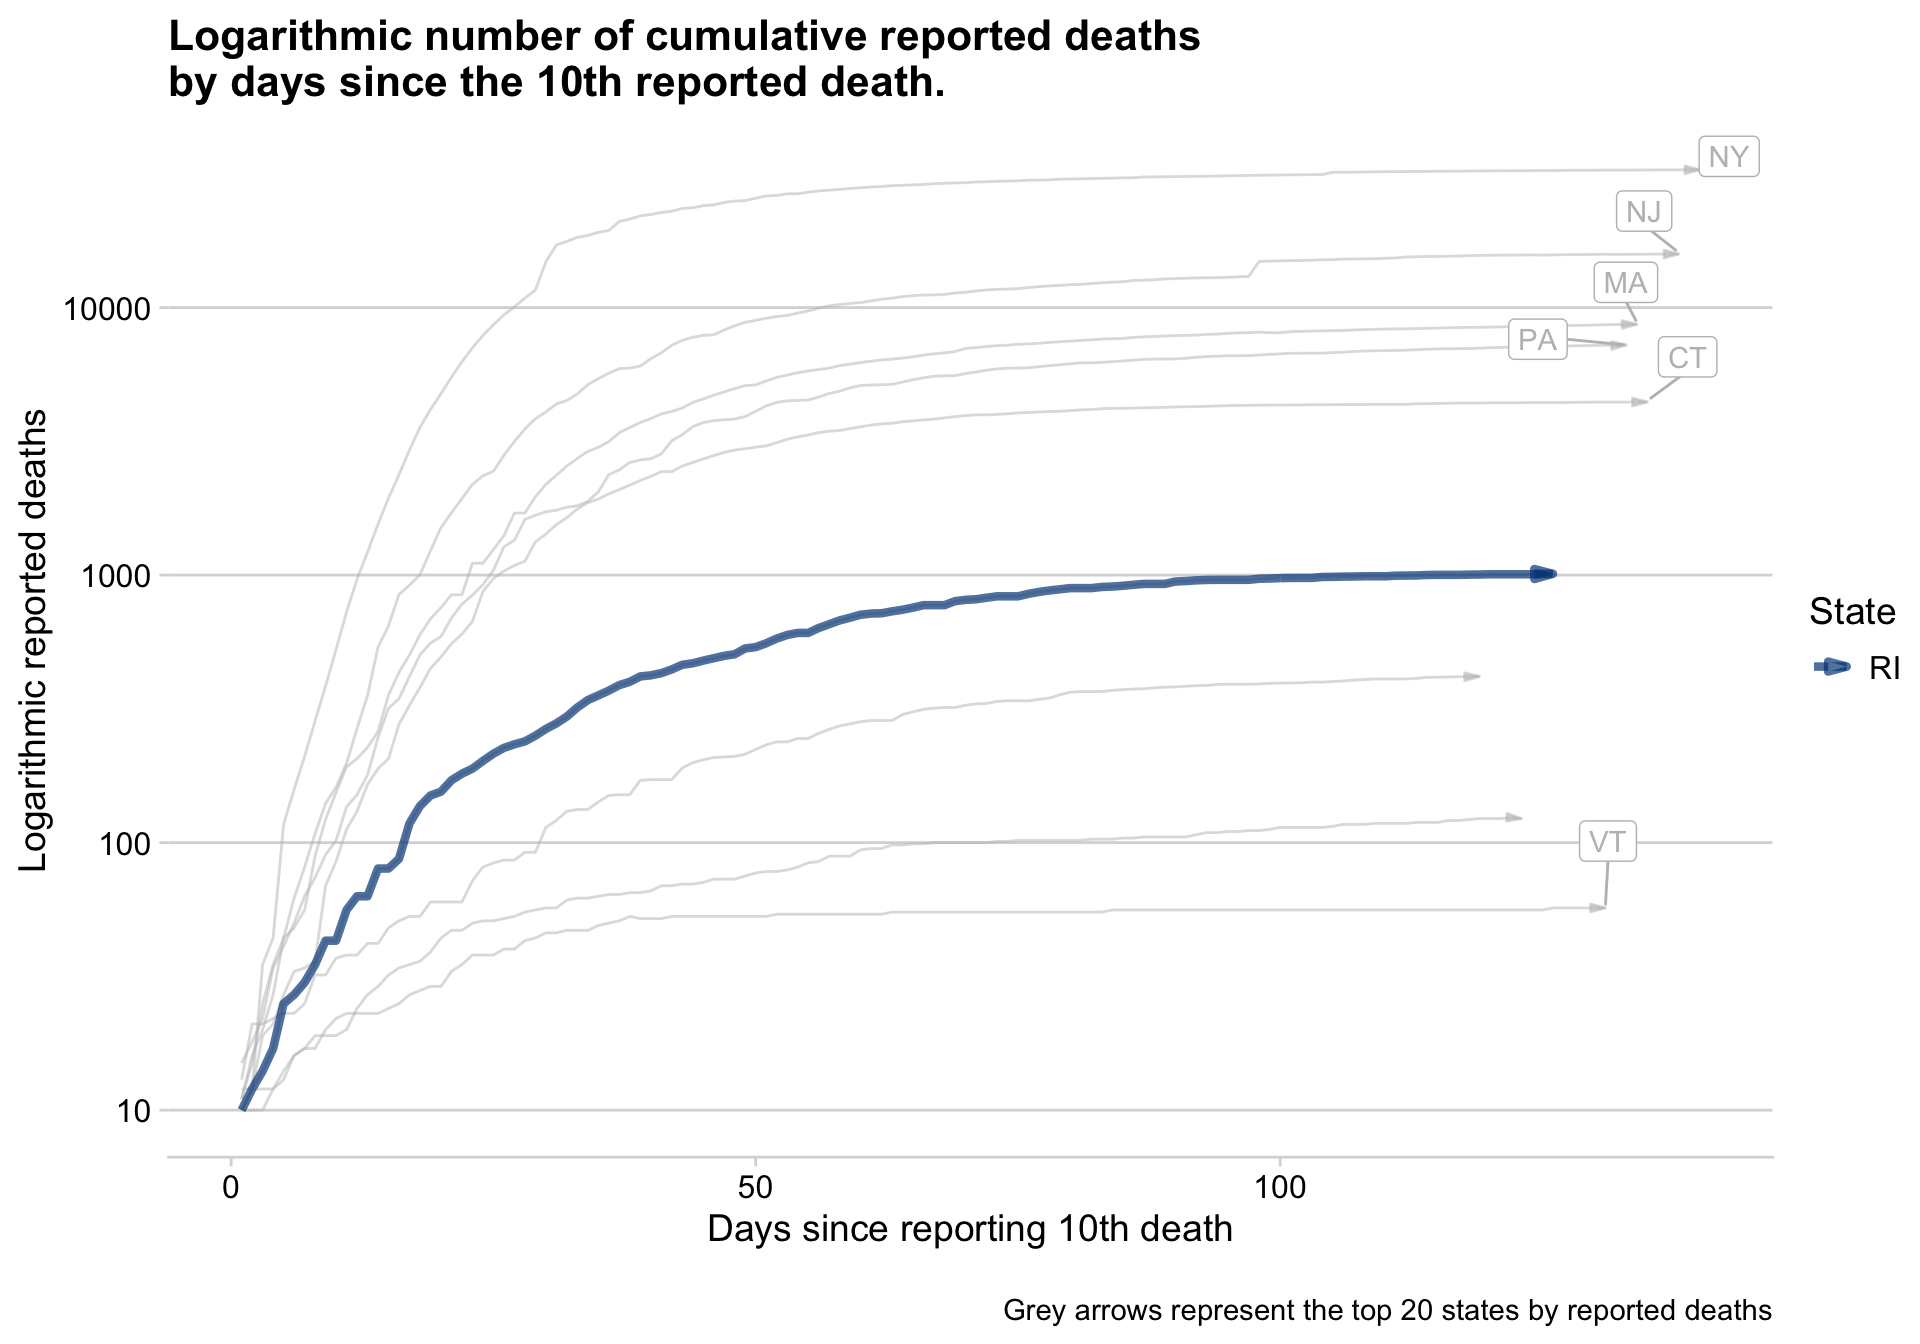 Logarithmic number of cumulative reported deaths
by days since the 10th reported death.
NY
NJ
MA
PA
CT
VT
10000
1000
100
10
Logarithmic reported deaths
0
50
100
Days since reporting 10th death
State
RI
Grey arrows represent the top 20 states by reported deaths